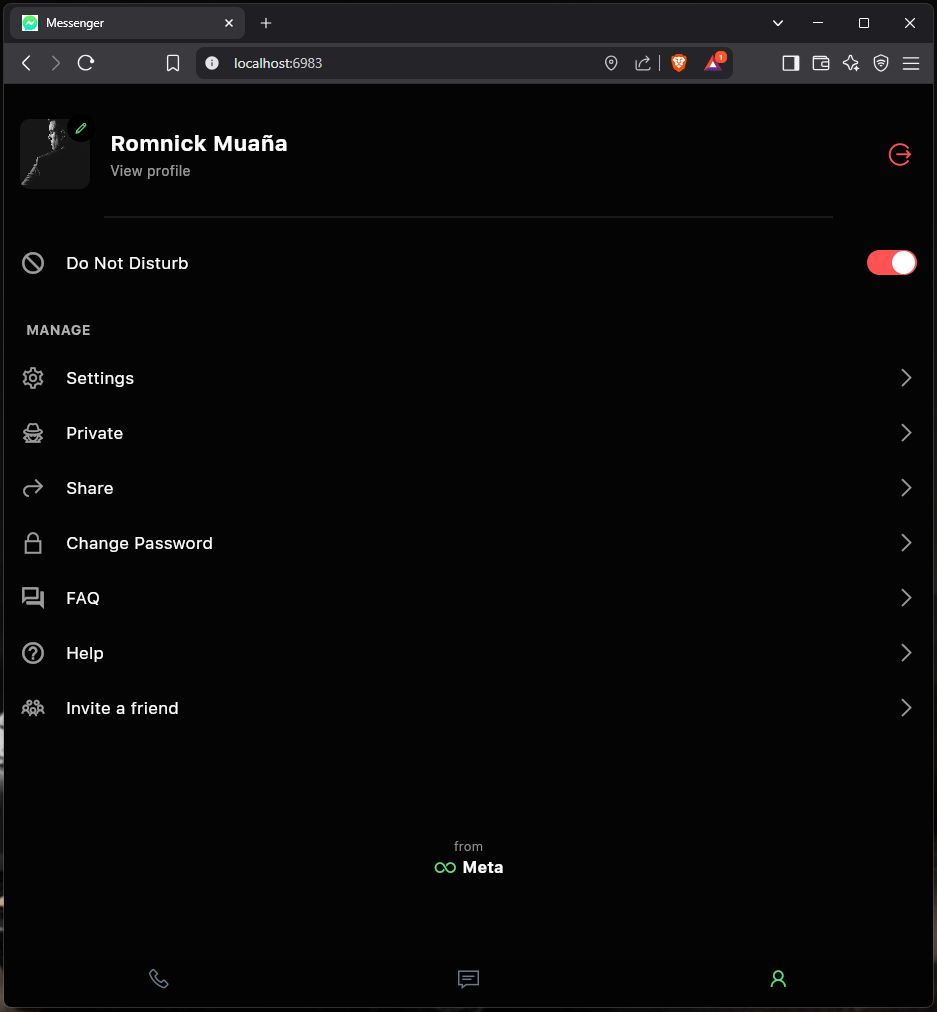 Messenger
localhost:6983
1
Romnick Muaña
View profile
Do Not Disturb
MANAGE
Settings
Private
Share
Change Password
FAQ
Help
Invite a friend
from
Meta